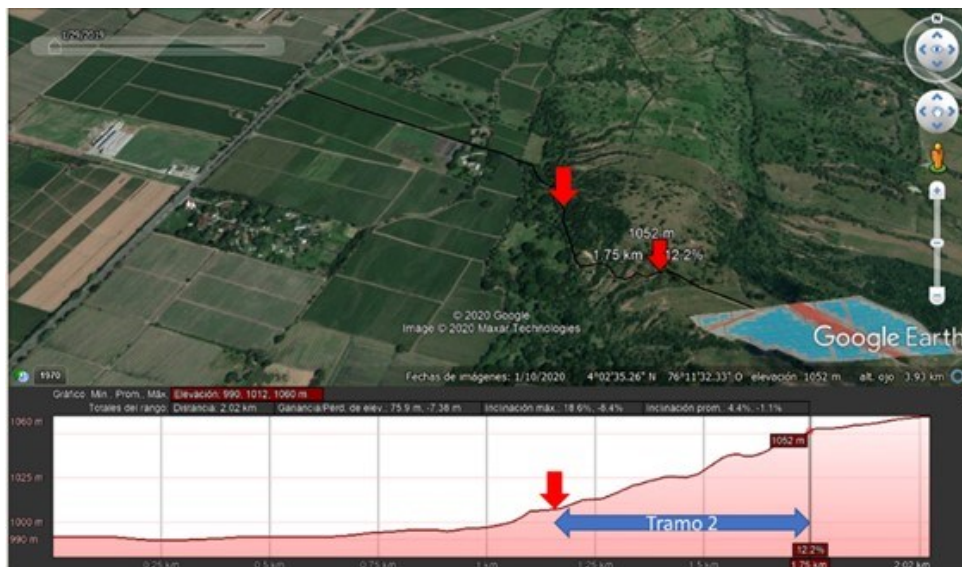 1/29/2019
N
1052 m
1.75 km 12.2%
© 2020 Google
Image © 2020 Maxar Technologies
Google Earth
1970
Fechas de imágenes: 1/10/2020 4°02'35.26" N 76°11'32.33" O elevación 1052 m alt. ojo 3.93 km
Gráfico: Mín., Prom., Máx. Elevación: 990, 1012, 1060 m
Totales del rango: Distancia: 2.02 km Ganancia/Pérd. de elev.: 75.9 m, -7.38 m Inclinación máx.: 18.6%, -8.4% Inclinación prom.: 4.4%, -1.1%
1060 m
1052 m
1025 m
1000 m
Tramo 2
990 m
12.2%
0.25 km 0.5 km 0.75 km 1 km 1.25 km 1.5 km 1.75 km 2.02 km